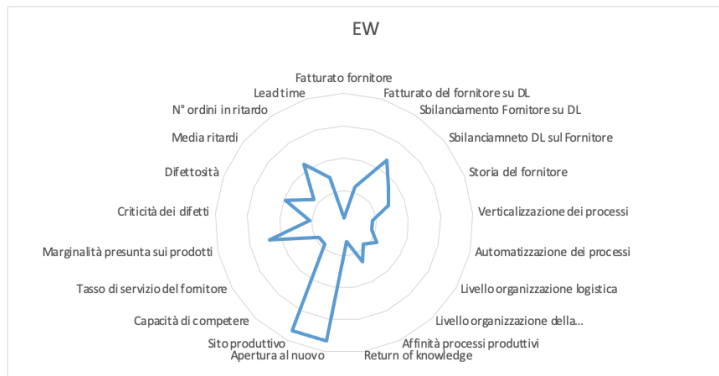 EW
Fatturato fornitore
Lead time
Fatturato del fornitore su DL
N° ordini in ritardo
Sbilanciamento Fornitore su DL
Media ritardi
Sbilanciamneto DL sul Fornitore
Difettosità
Storia del fornitore
Criticità dei difetti
Verticalizzazione dei processi
Marginalità presunta sui prodotti
Automatizzazione dei processi
Tasso di servizio del fornitore
Livello organizzazione logistica
Capacità di competere
Livello organizzazione della...
Sito produttivo
Affinità processi produttivi
Apertura al nuovo
Return of knowledge